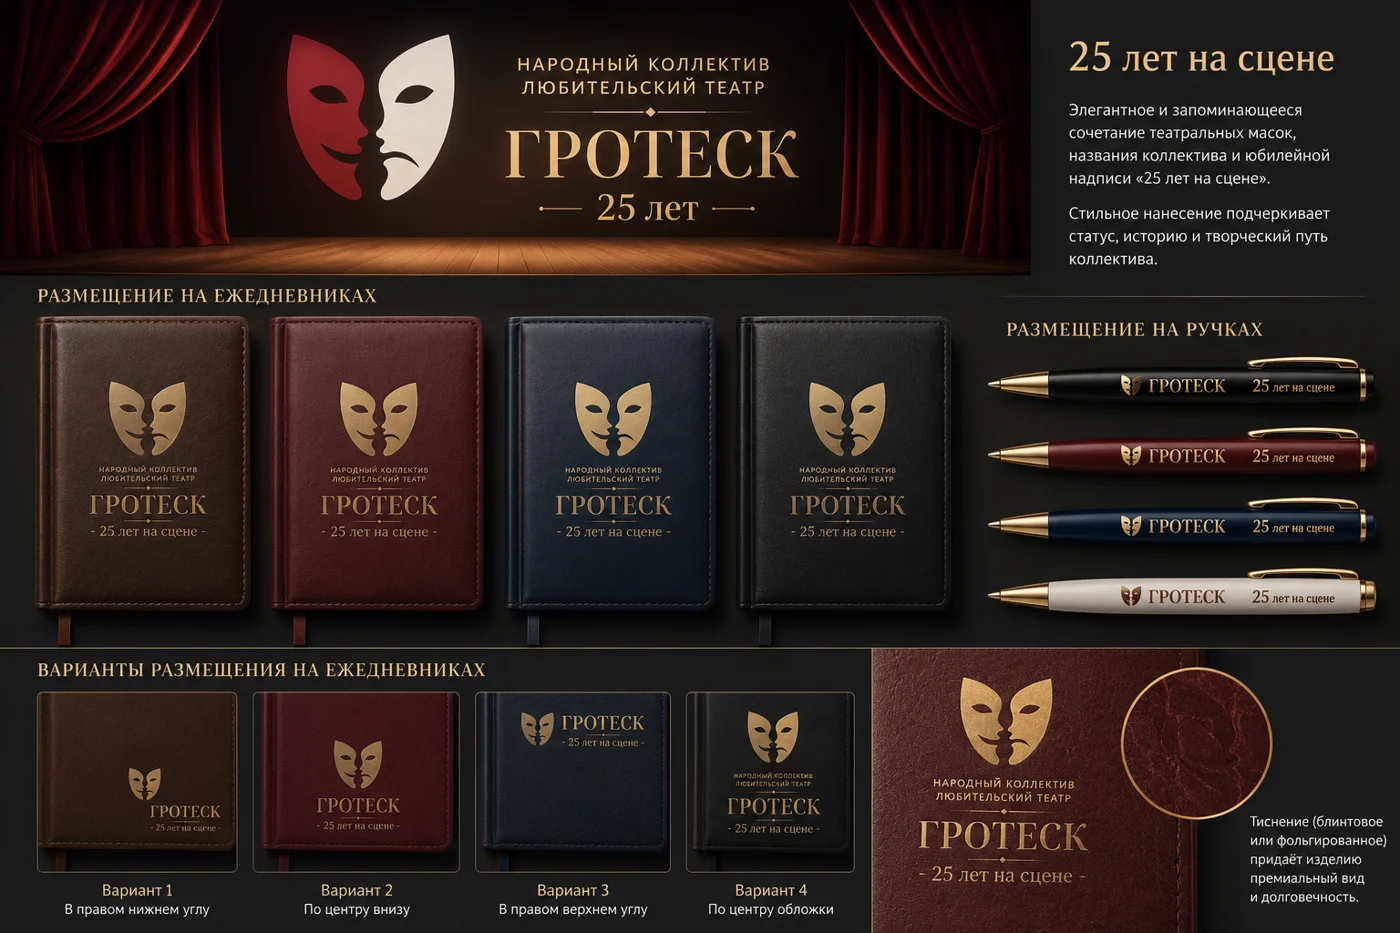 НАРОДНЫЙ КОЛЛЕКТИВ
ЛЮБИТЕЛЬСКИЙ ТЕАТР
ГРОТЕСК
25 лет
25 лет на сцене
Элегантное и запоминающееся
сочетание театральных масок,
названия коллектива и юбилейной
надписи «25 лет на сцене».
Стильное нанесение подчеркивает
статус, историю и творческий путь
коллектива.
РАЗМЕЩЕНИЕ НА ЕЖЕДНЕВНИКАХ
НАРОДНЫЙ КОЛЛЕКТИВ
ЛЮБИТЕЛЬСКИЙ ТЕАТР
ГРОТЕСК
- 25 лет на сцене -
НАРОДНЫЙ КОЛЛЕКТИВ
ЛЮБИТЕЛЬСКИЙ ТЕАТР
ГРОТЕСК
- 25 лет на сцене -
НАРОДНЫЙ КОЛЛЕКТИВ
ЛЮБИТЕЛЬСКИЙ ТЕАТР
ГРОТЕСК
- 25 лет на сцене -
НАРОДНЫЙ КОЛЛЕКТИВ
ЛЮБИТЕЛЬСКИЙ ТЕАТР
ГРОТЕСК
- 25 лет на сцене -
РАЗМЕЩЕНИЕ НА РУЧКАХ
ГРОТЕСК 25 лет на сцене
ГРОТЕСК 25 лет на сцене
ГРОТЕСК 25 лет на сцене
ГРОТЕСК 25 лет на сцене
ВАРИАНТЫ РАЗМЕЩЕНИЯ НА ЕЖЕДНЕВНИКАХ
ГРОТЕСК
- 25 лет на сцене -
Вариант 1
В правом нижнем углу
ГРОТЕСК
- 25 лет на сцене -
Вариант 2
По центру внизу
ГРОТЕСК
- 25 лет на сцене -
Вариант 3
В правом верхнем углу
НАРОДНЫЙ КОЛЛЕКТИВ
ЛЮБИТЕЛЬСКИЙ ТЕАТР
ГРОТЕСК
- 25 лет на сцене -
Вариант 4
По центру обложки
НАРОДНЫЙ КОЛЛЕКТИВ
ЛЮБИТЕЛЬСКИЙ ТЕАТР
ГРОТЕСК
- 25 лет на сцене -
Тиснение (блинтовое
или фольгированное)
придаёт изделию
премиальный вид
и долговечность.